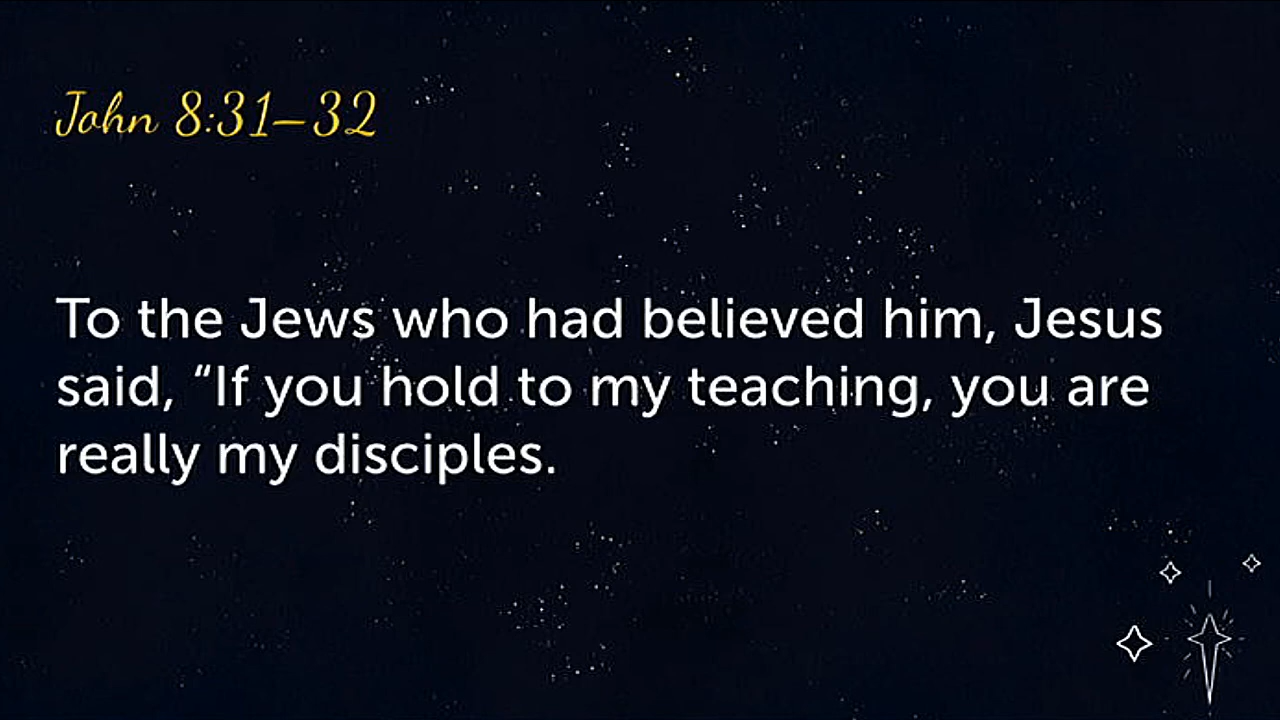 John 8:31–32
To the Jews who had believed him, Jesus
said, “If you hold to my teaching, you are
really my disciples.